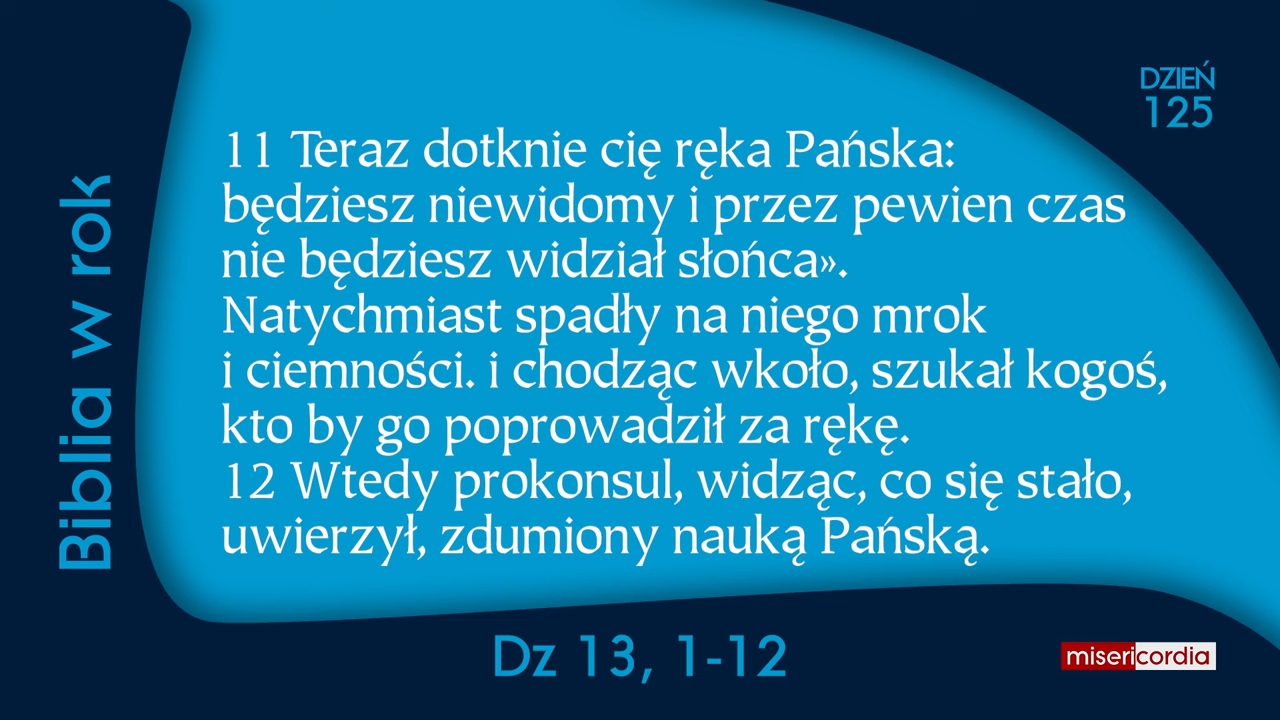 DZIEŃ
125
11 Teraz dotknie cię ręka Pańska:
będziesz niewidomy i przez pewien czas
nie będziesz widział słońca».
Natychmiast spadły na niego mrok
i ciemności. i chodząc wkoło, szukał kogoś,
kto by go poprowadził za rękę.
12 Wtedy prokonsul, widząc, co się stało,
uwierzył, zdumiony nauką Pańską.
Biblia w rok
Dz 13, 1-12
misericordia